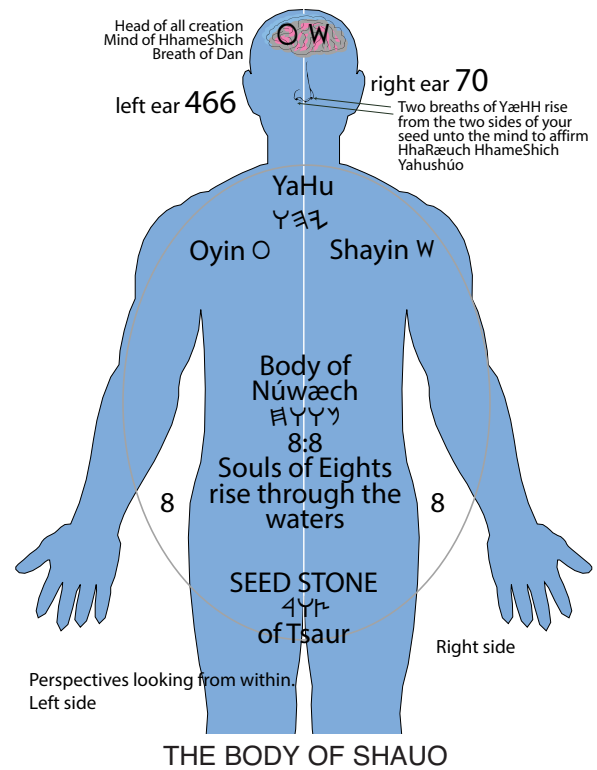 Head of all creation
Mind of HhameShich
Breath of Dan
O W
left ear 466
right ear 70
Two breaths of YæHH rise
from the two sides of your
seed unto the mind to affirm
HhaRæuch HhameShich
Yahushúo
YaHu
𐤉𐤄𐤅
Oyin O
Shayin W
Body of
Núwæch
𐤍𐤅𐤅𐤇
8:8
Souls of Eights
rise through the
waters
8
8
SEED STONE
𐤑𐤅𐤓
of Tsaur
Right side
Perspectives looking from within.
Left side
THE BODY OF SHAUO